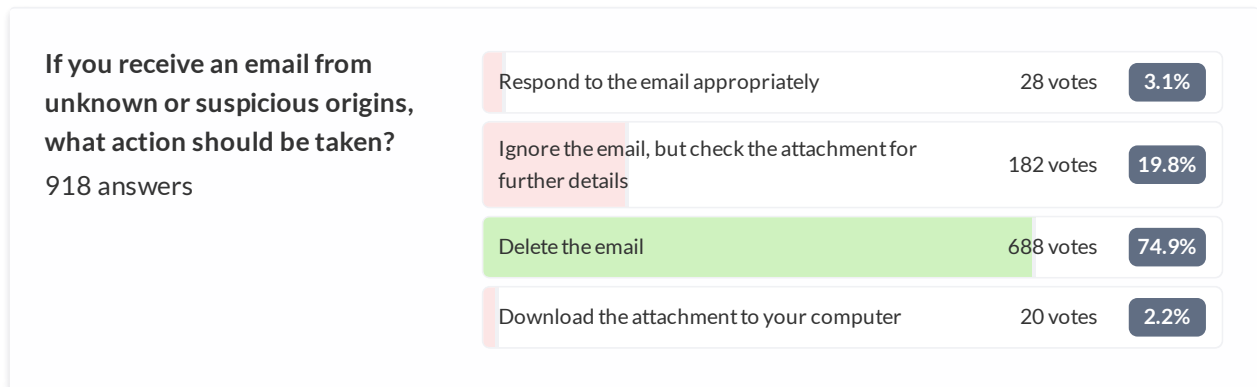 If you receive an email from
unknown or suspicious origins,
what action should be taken?
918 answers
Respond to the email appropriately 28 votes 3.1%
Ignore the email, but check the attachment for
further details 182 votes 19.8%
Delete the email 688 votes 74.9%
Download the attachment to your computer 20 votes 2.2%